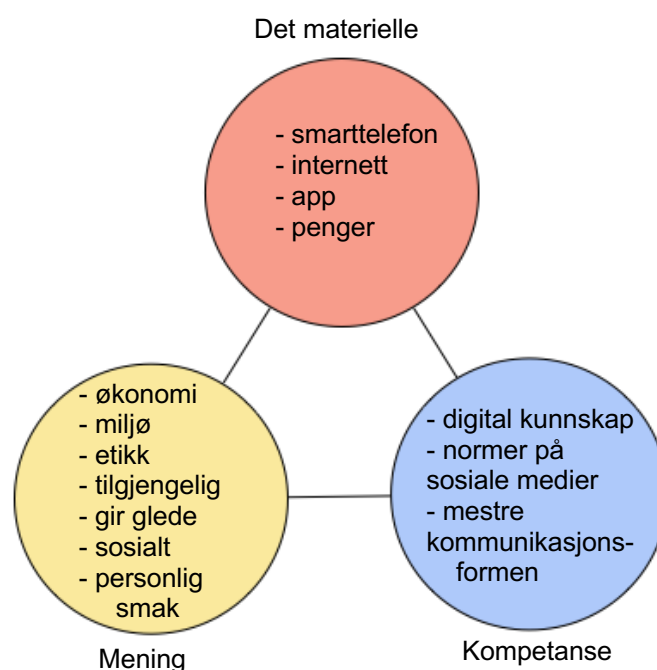 Det materielle
- smarttelefon
- internett
- app
- penger
- økonomi
- miljø
- etikk
- tilgjengelig
- gir glede
- sosialt
- personlig
smak
Mening
- digital kunnskap
- normer på
sosiale medier
- mestre
kommunikasjons-
formen
Kompetanse